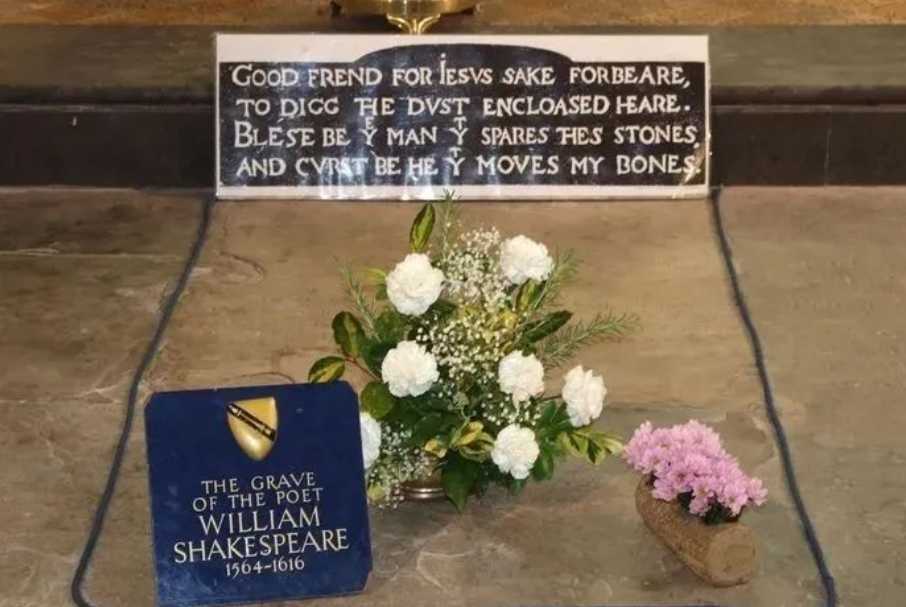 GOOD FREND FOR IESVS SAKE FORBEARE,
TO DIGG THE DVST ENCLOASED HEARE.
BLESE BE Yᴱ MAN Yᵀ SPARES THES STONES,
AND CVRST BE HE Yᵀ MOVES MY BONES.
THE GRAVE
OF THE POET
WILLIAM
SHAKESPEARE
1564-1616